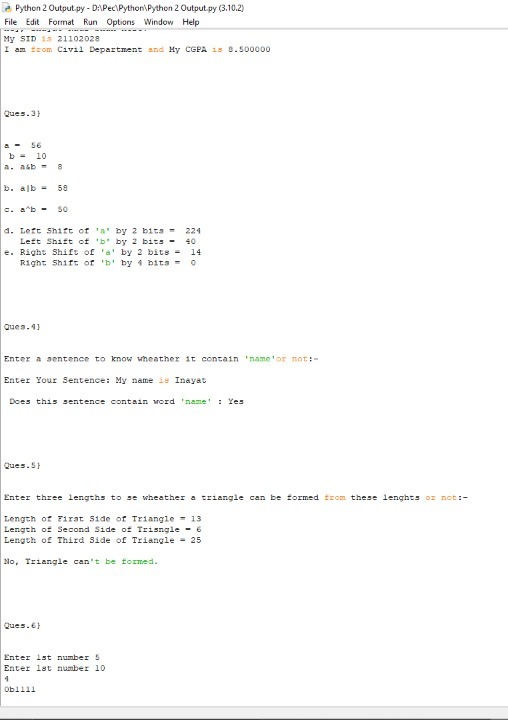 Python 2 Output.py - D:\Pec\Python\Python 2 Output.py (3.10.2)
File Edit Format Run Options Window Help
My SID is 21102028
I am from Civil Department and My CGPA is 8.500000
Ques.3}
a = 56
b = 10
a. a&b = 8
b. a|b = 58
c. a^b = 50
d. Left Shift of 'a' by 2 bits = 224
Left Shift of 'b' by 2 bits = 40
e. Right Shift of 'a' by 2 bits = 14
Right Shift of 'b' by 4 bits = 0
Ques.4}
Enter a sentence to know wheather it contain 'name'or not:-
Enter Your Sentence: My name is Inayat
Does this sentence contain word 'name' : Yes
Ques.5}
Enter three lengths to se wheather a triangle can be formed from these lenghts or not:-
Length of First Side of Triangle = 13
Length of Second Side of Triangle = 6
Length of Third Side of Triangle = 25
No, Triangle can't be formed.
Ques.6}
Enter 1st number 5
Enter 1st number 10
4
0b1111